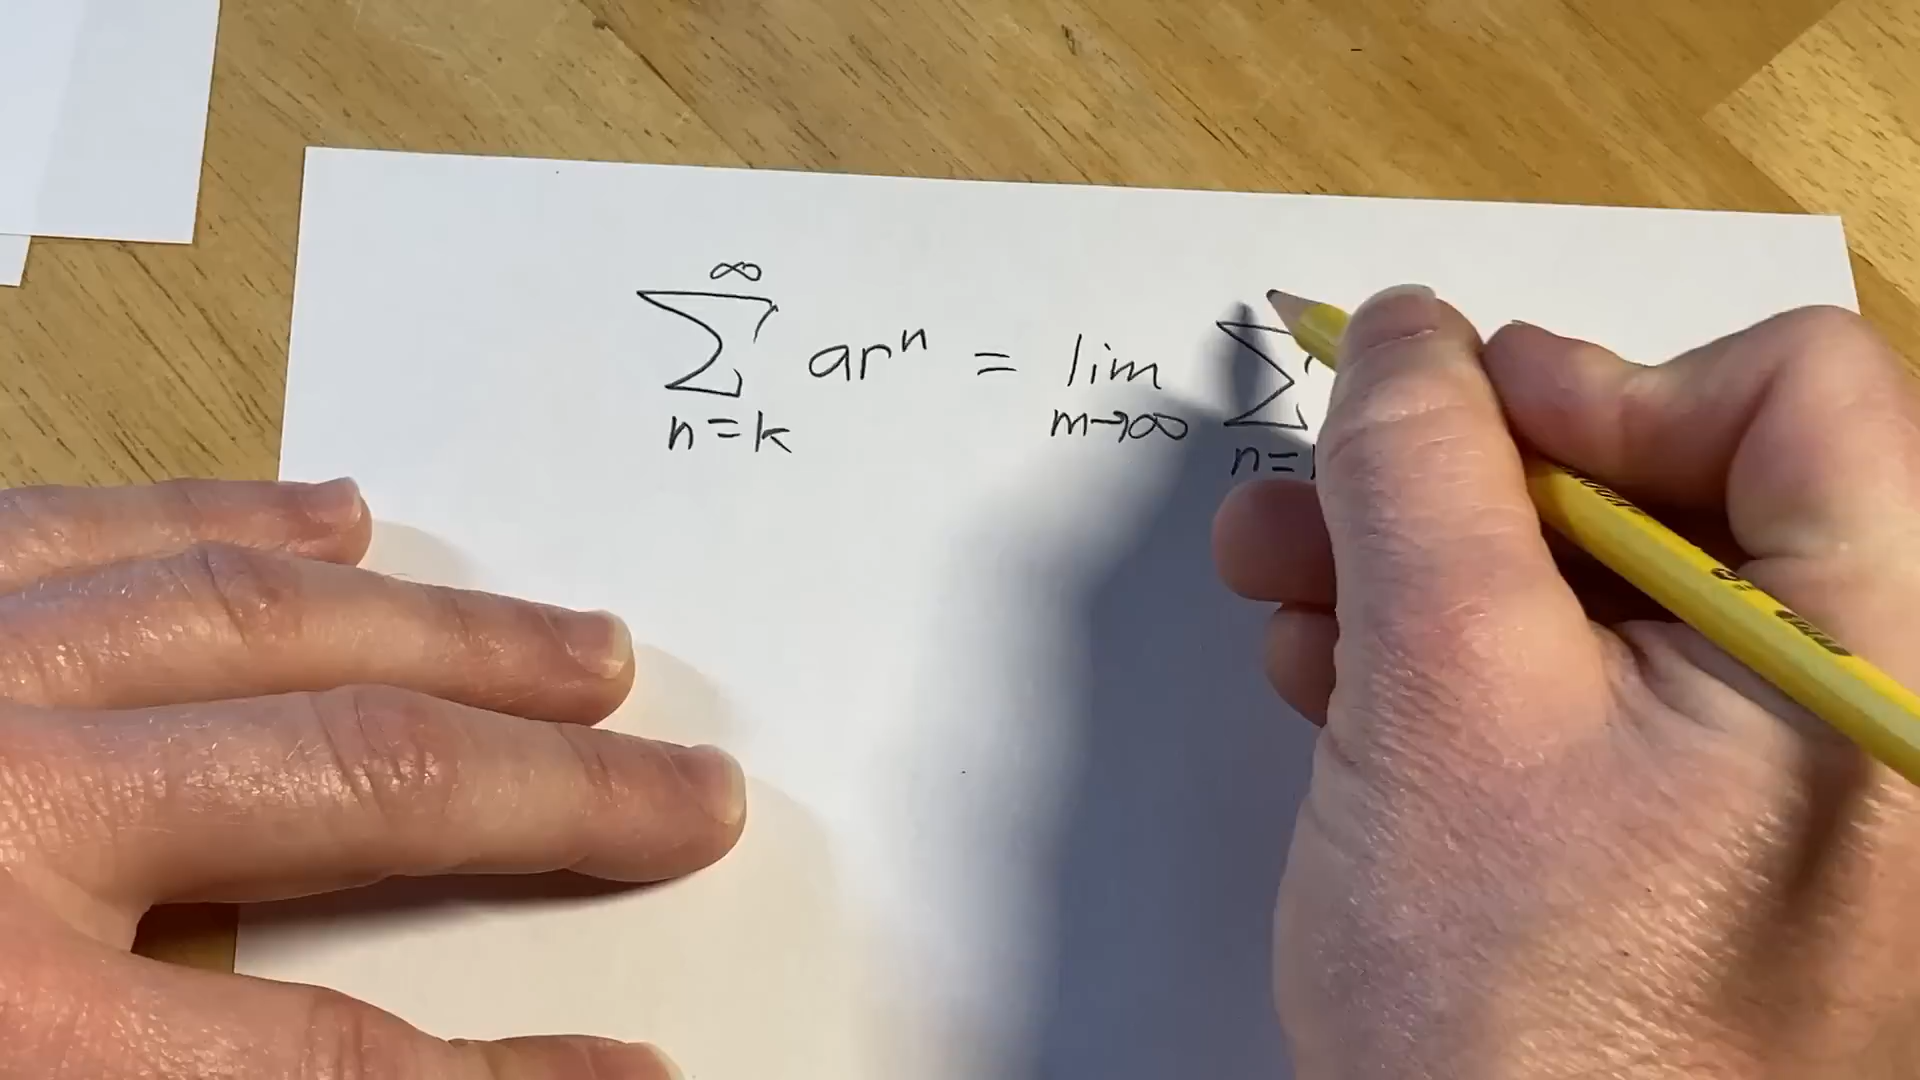 ∞
∑ arⁿ = lim ∑
n=k m→∞ n=